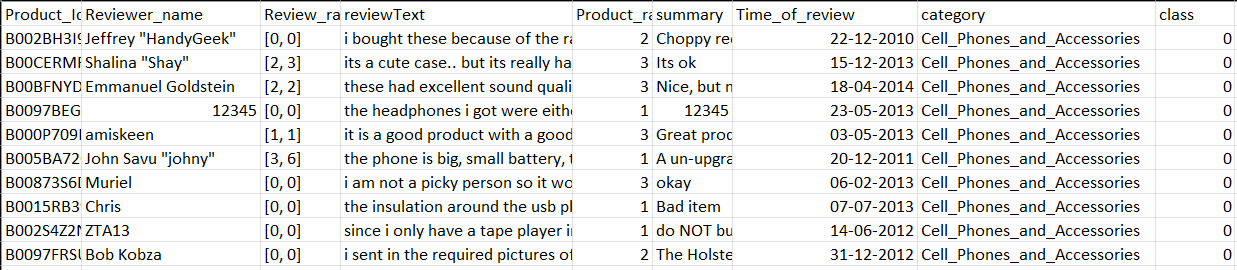 Product_Id Reviewer_name Review_ra reviewText Product_ra summary Time_of_review category class
B002BH3I9 Jeffrey "HandyGeek" [0, 0] i bought these because of the ra 2 Choppy rec 22-12-2010 Cell_Phones_and_Accessories 0
B00CERMF Shalina "Shay" [2, 3] its a cute case.. but its really ha 3 Its ok 15-12-2013 Cell_Phones_and_Accessories 0
B00BFNYD Emmanuel Goldstein [2, 2] these had excellent sound quali 3 Nice, but n 18-04-2014 Cell_Phones_and_Accessories 0
B0097BEG 12345 [0, 0] the headphones i got were eithe 1 12345 23-05-2013 Cell_Phones_and_Accessories 0
B000P709 amiskeen [1, 1] it is a good product with a good 3 Great prod 03-05-2013 Cell_Phones_and_Accessories 0
B005BA72 John Savu "johny" [3, 6] the phone is big, small battery, t 1 A un-upgra 20-12-2011 Cell_Phones_and_Accessories 0
B00873S6 Muriel [0, 0] i am not a picky person so it wo 3 okay 06-02-2013 Cell_Phones_and_Accessories 0
B0015RB3 Chris [0, 0] the insulation around the usb pl 1 Bad item 07-07-2013 Cell_Phones_and_Accessories 0
B002S4Z2 ZTA13 [0, 0] since i only have a tape player i 1 do NOT bu 14-06-2012 Cell_Phones_and_Accessories 0
B0097FRS Bob Kobza [0, 0] i sent in the required pictures of 2 The Holste 31-12-2012 Cell_Phones_and_Accessories 0